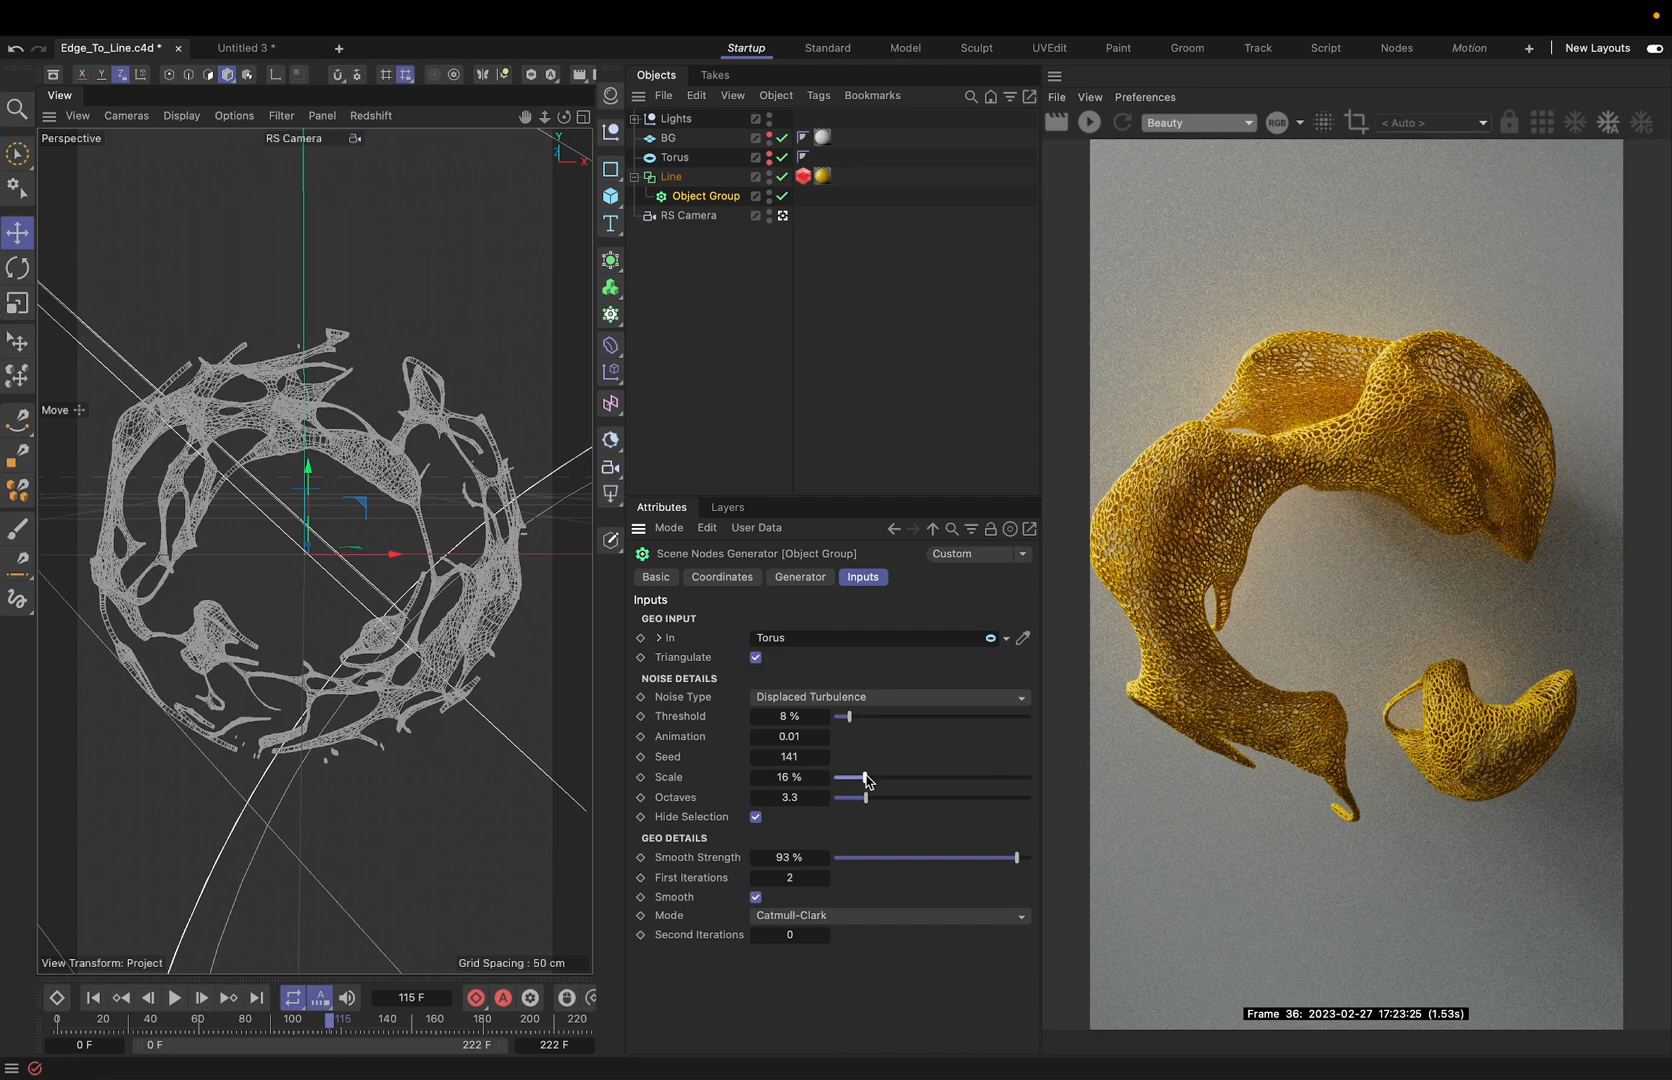 Edge_To_Line.c4d *
Untitled 3 *
Startup
Standard
Model
Sculpt
UVEdit
Paint
Groom
Track
Script
Nodes
Motion
New Layouts
X
Y
Z
View
View
Cameras
Display
Options
Filter
Panel
Redshift
Perspective
RS Camera
Y
Z
X
Move
View Transform: Project
Grid Spacing : 50 cm
115 F
0
20
40
60
80
100
115
140
160
180
200
220
0 F
0 F
222 F
222 F
Objects
Takes
File
Edit
View
Object
Tags
Bookmarks
Lights
BG
Torus
Line
Object Group
RS Camera
Attributes
Layers
Mode
Edit
User Data
Scene Nodes Generator [Object Group]
Custom
Basic
Coordinates
Generator
Inputs
Inputs
GEO INPUT
In
Torus
Triangulate
NOISE DETAILS
Noise Type
Displaced Turbulence
Threshold
8 %
Animation
0.01
Seed
141
Scale
16 %
Octaves
3.3
Hide Selection
GEO DETAILS
Smooth Strength
93 %
First Iterations
2
Smooth
Mode
Catmull-Clark
Second Iterations
0
File
View
Preferences
Beauty
RGB
< Auto >
Frame 36: 2023-02-27 17:23:25 (1.53s)